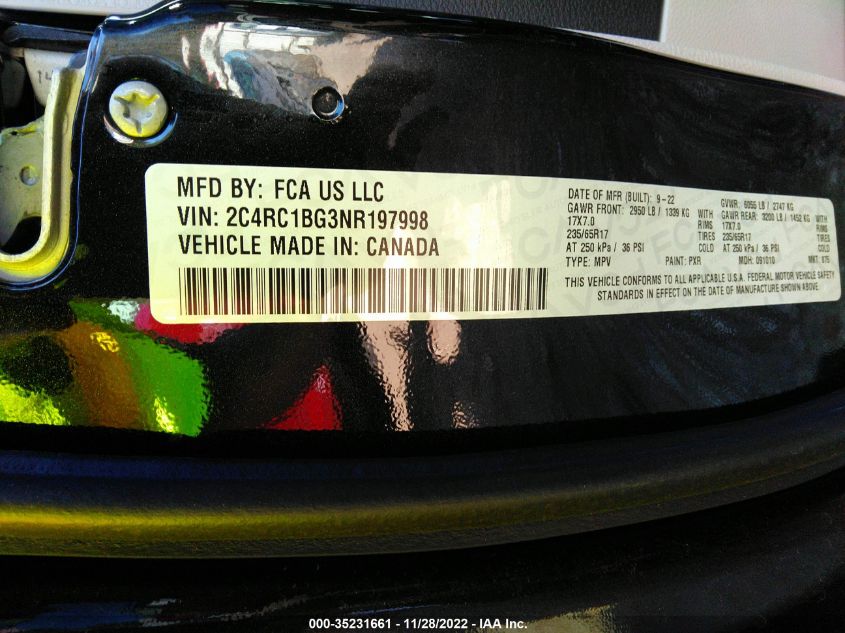 MFD BY: FCA US LLC
VIN: 2C4RC1BG3NR197998
VEHICLE MADE IN: CANADA
DATE OF MFR (BUILT): 9-22 GVWR: 6055 LB / 2747 KG
GAWR FRONT: 2950 LB / 1339 KG WITH GAWR REAR: 3200 LB / 1452 KG WITH
17X7.0 RIMS 17X7.0 RIMS
235/65R17 TIRES 235/65R17 TIRES
AT 250 kPa / 36 PSI COLD AT 250 kPa / 36 PSI COLD
TYPE: MPV PAINT: PXR MDH: 091010 MKT: 875
THIS VEHICLE CONFORMS TO ALL APPLICABLE U.S.A. FEDERAL MOTOR VEHICLE SAFETY
STANDARDS IN EFFECT ON THE DATE OF MANUFACTURE SHOWN ABOVE.
000-35231661 - 11/28/2022 - IAA Inc.